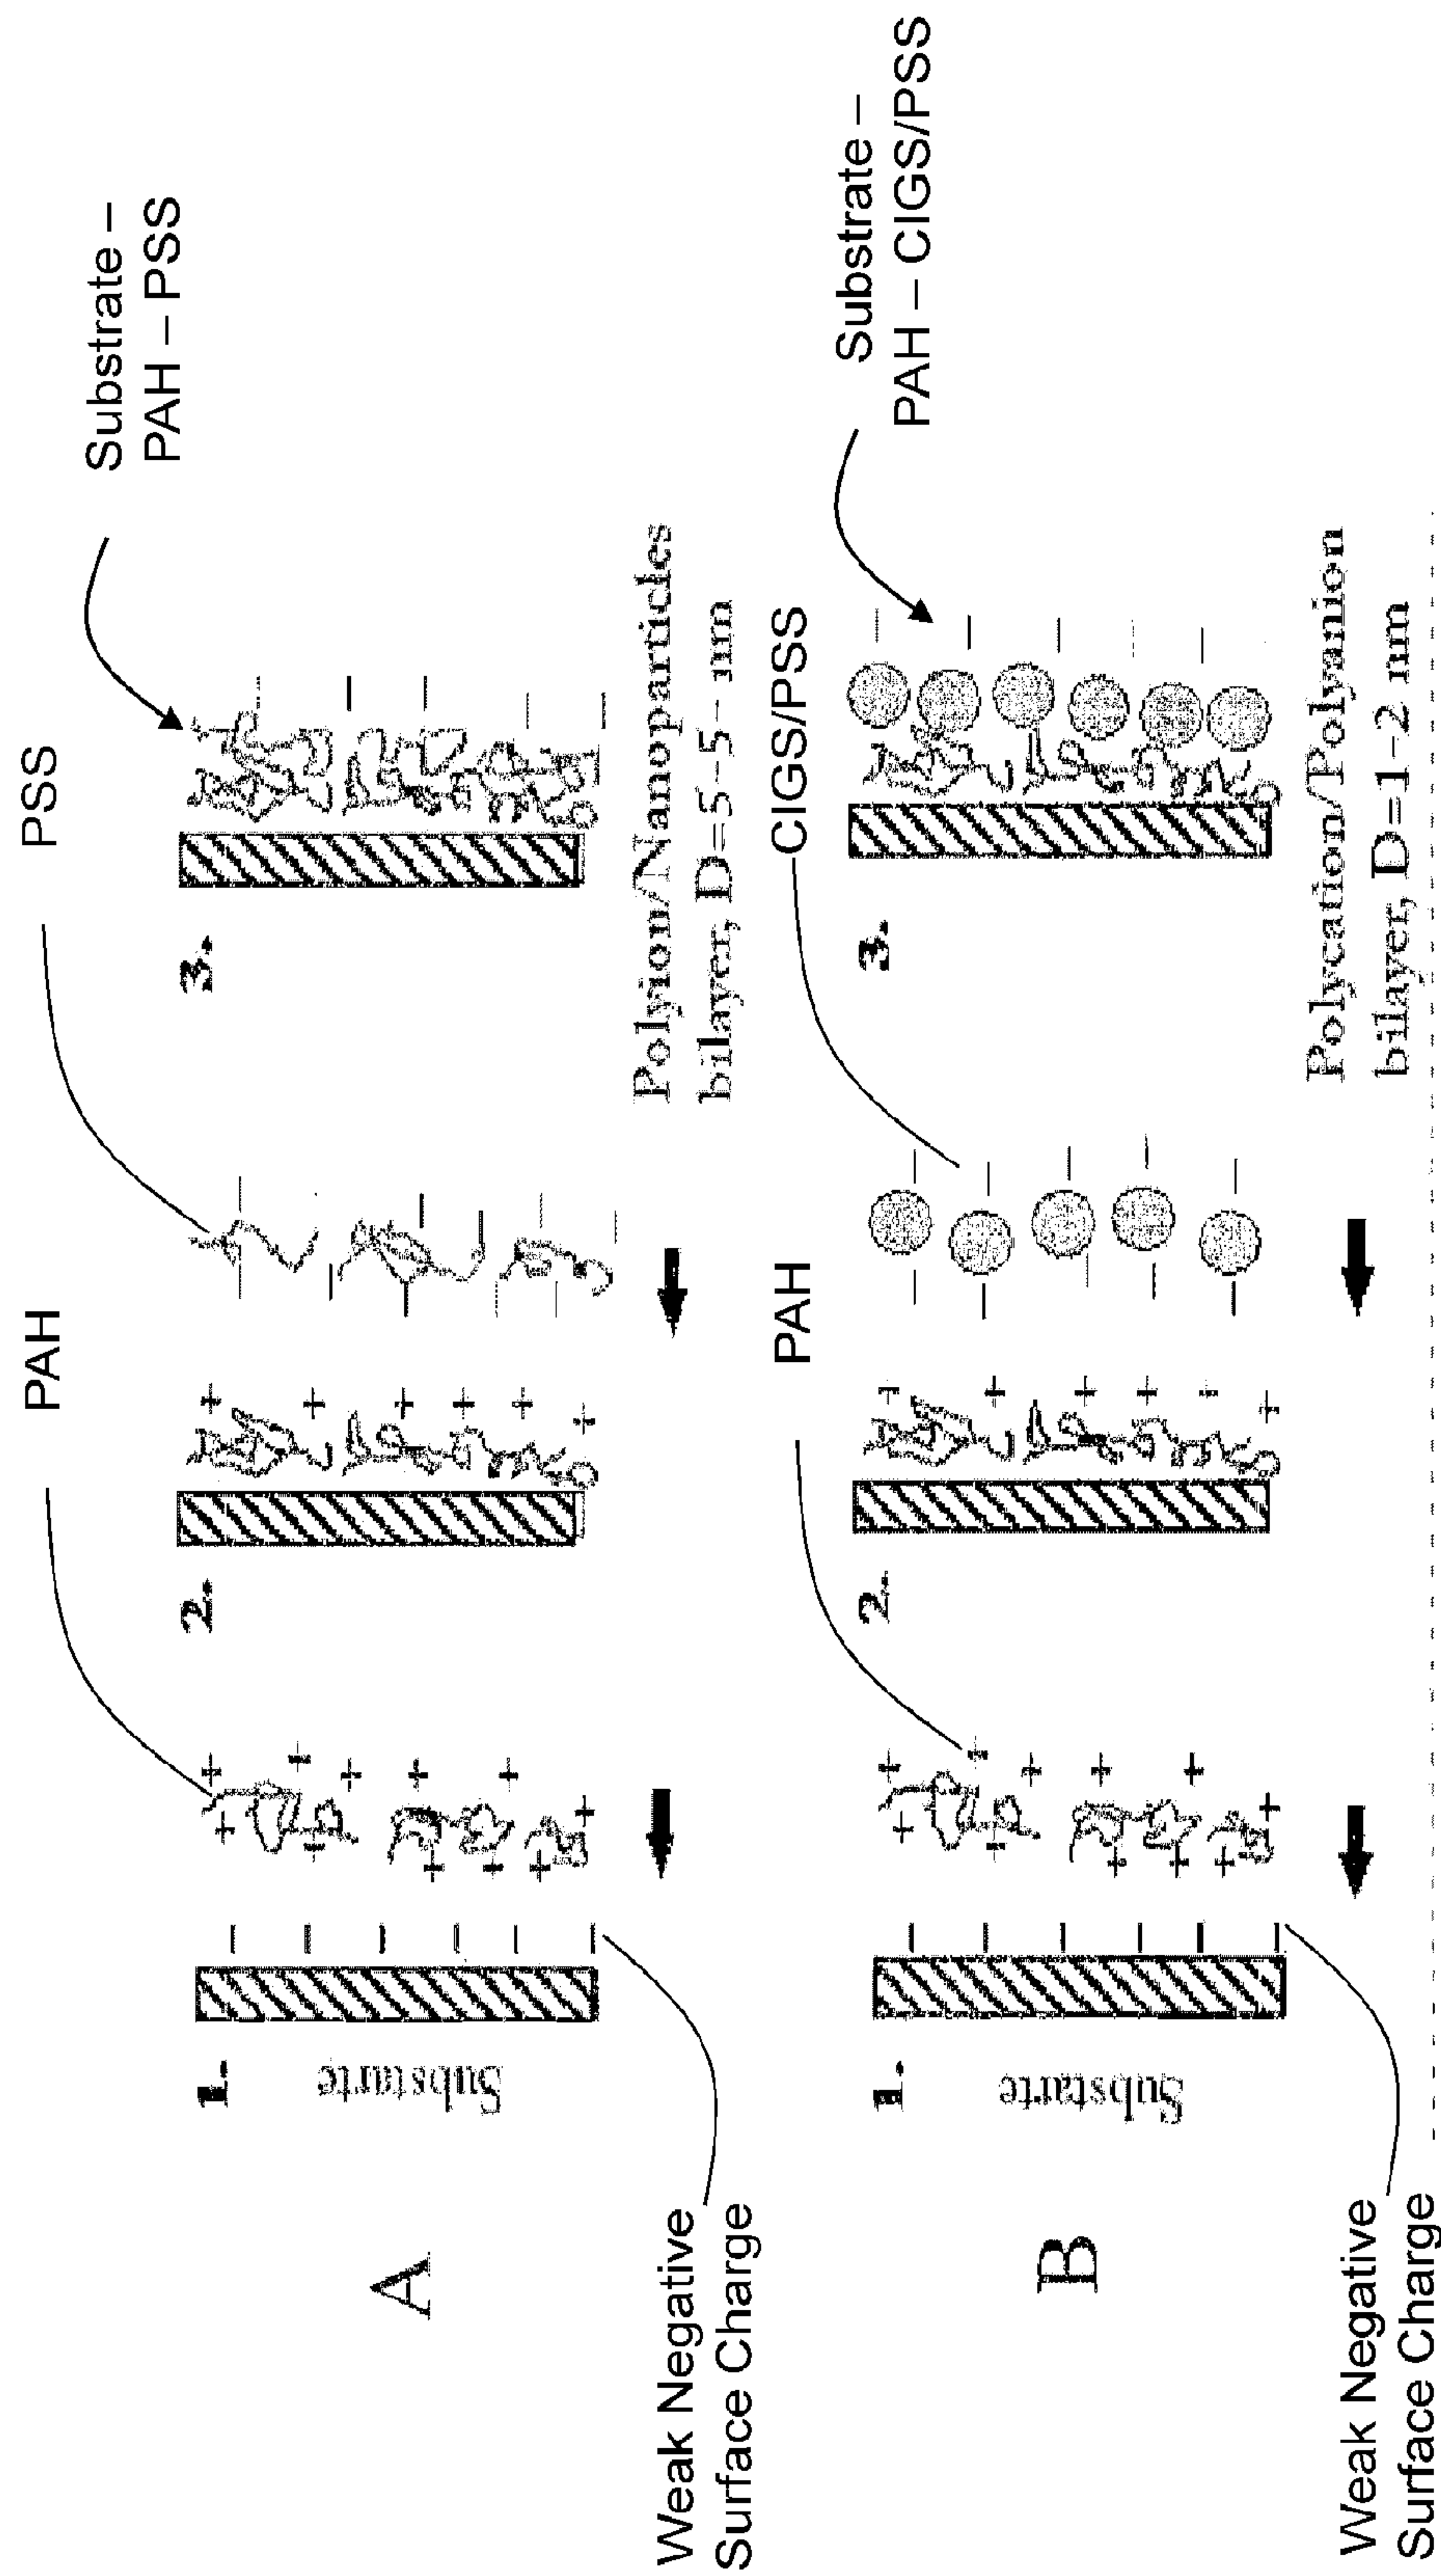 PAH
PSS
Substrate –
PAH – PSS
A
1.
Substarte
2.
3.
Weak Negative
Surface Charge
Polyion/Nanoparticles
bilayer, D=5-5- nm
PAH
CIGS/PSS
Substrate –
PAH – CIGS/PSS
B
1.
Substarte
2.
3.
Weak Negative
Surface Charge
Polycation/Polyanion
bilayer, D=1-2 nm